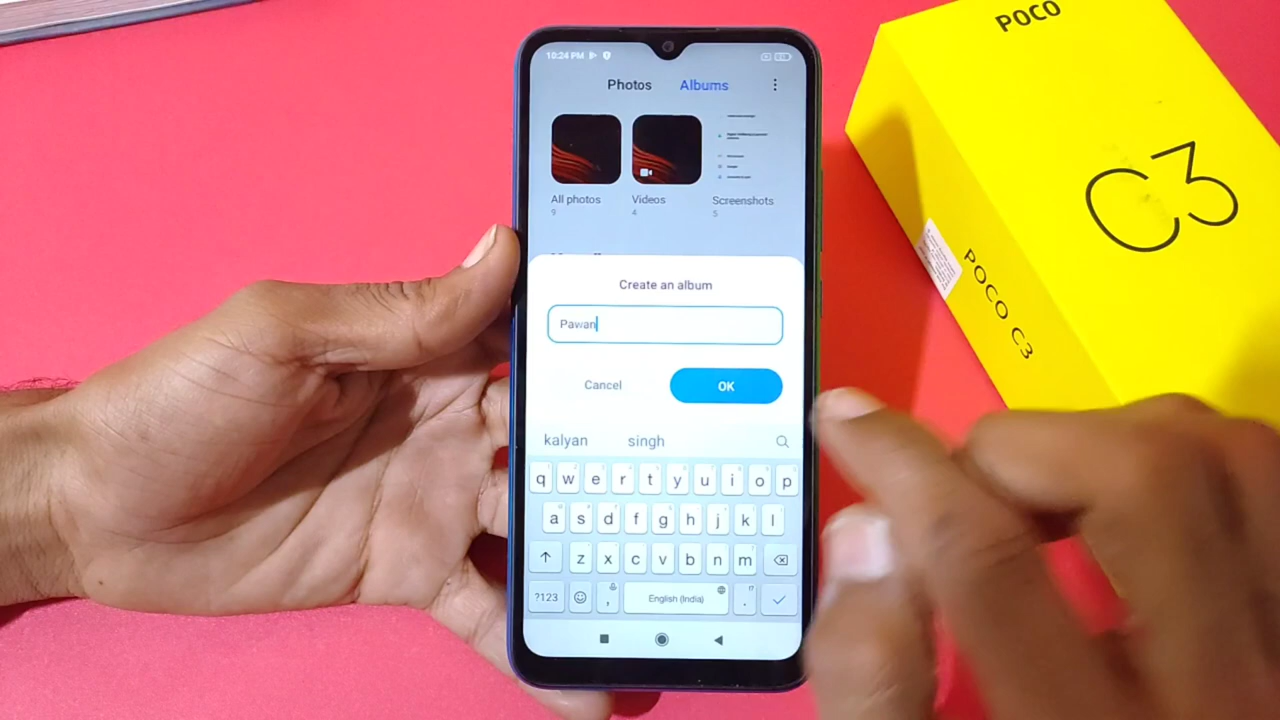 10:24 PM
Photos Albums
All photos Videos Screenshots
9 4 5
Create an album
Pawan
Cancel OK
kalyan singh
q w e r t y u i o p
a s d f g h j k l
z x c v b n m
?123 , English (India) .
POCO
C3
POCO C3